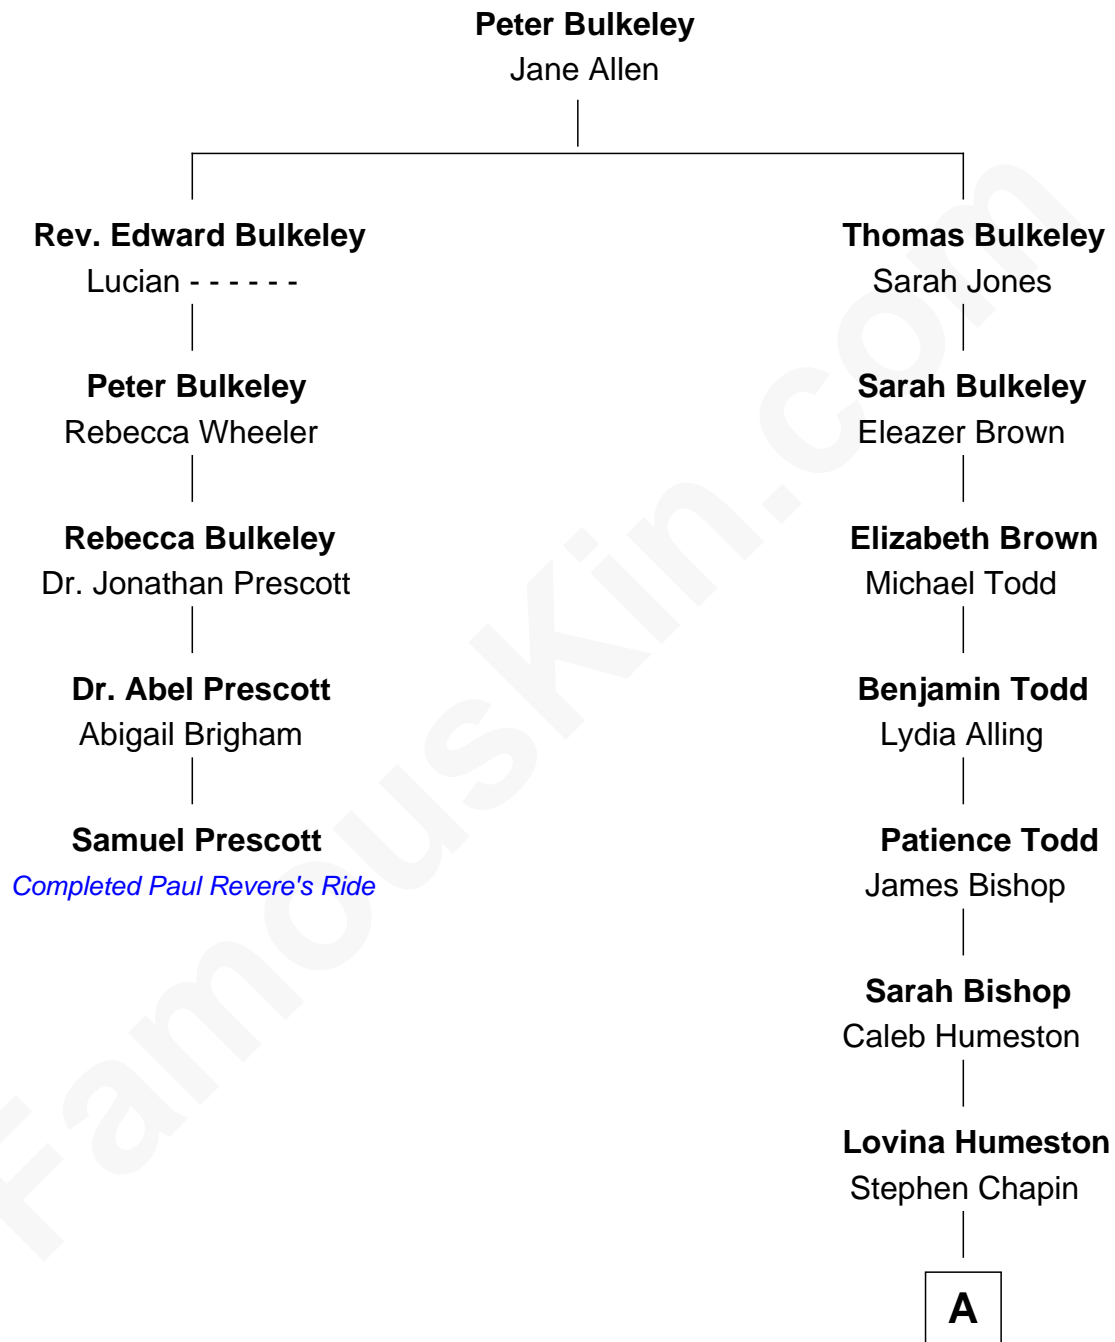 Peter Bulkeley
Jane Allen
Rev. Edward Bulkeley
Lucian - - - - - -
Thomas Bulkeley
Sarah Jones
Peter Bulkeley
Rebecca Wheeler
Sarah Bulkeley
Eleazer Brown
Rebecca Bulkeley
Dr. Jonathan Prescott
Elizabeth Brown
Michael Todd
Dr. Abel Prescott
Abigail Brigham
Benjamin Todd
Lydia Alling
Samuel Prescott
Completed Paul Revere's Ride
Patience Todd
James Bishop
Sarah Bishop
Caleb Humeston
Lovina Humeston
Stephen Chapin
A
FamousKin.com